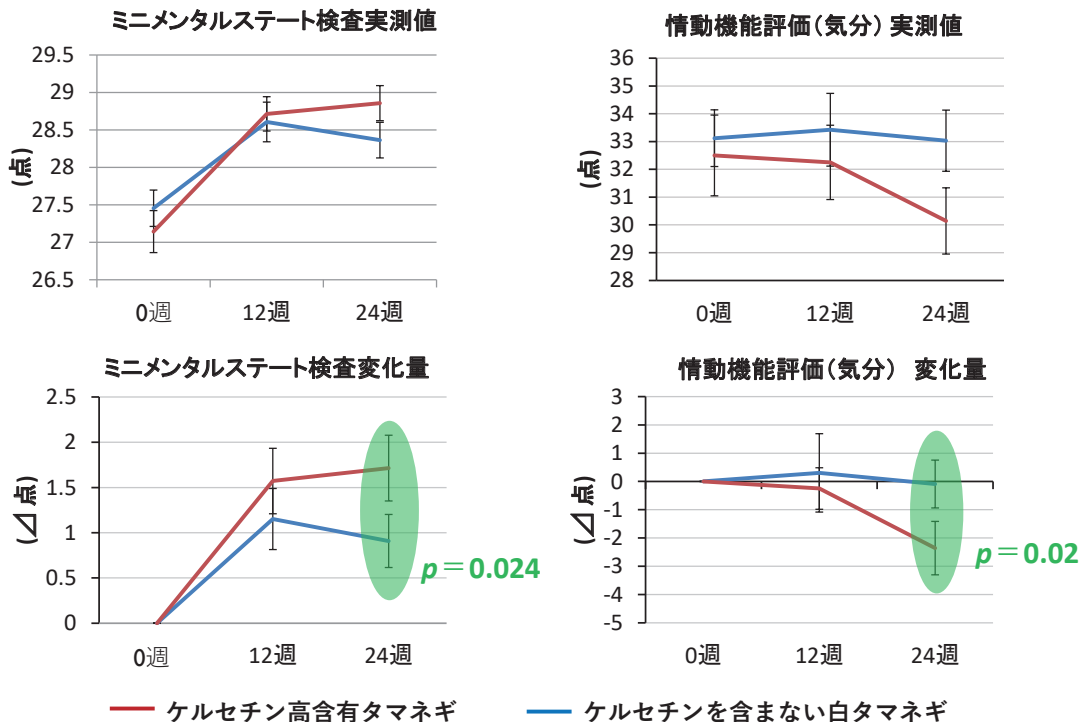 ミニメンタルステート検査実測値
29.5
29
28.5
28
27.5
27
26.5
(点)
0週
12週
24週
情動機能評価(気分) 実測値
36
35
34
33
32
31
30
29
28
(点)
0週
12週
24週
ミニメンタルステート検査変化量
2.5
2
1.5
1
0.5
0
(⊿点)
0週
12週
24週
p＝0.024
情動機能評価(気分) 変化量
3
2
1
0
-1
-2
-3
-4
-5
(⊿点)
0週
12週
24週
p＝0.02
ケルセチン高含有タマネギ
ケルセチンを含まない白タマネギ